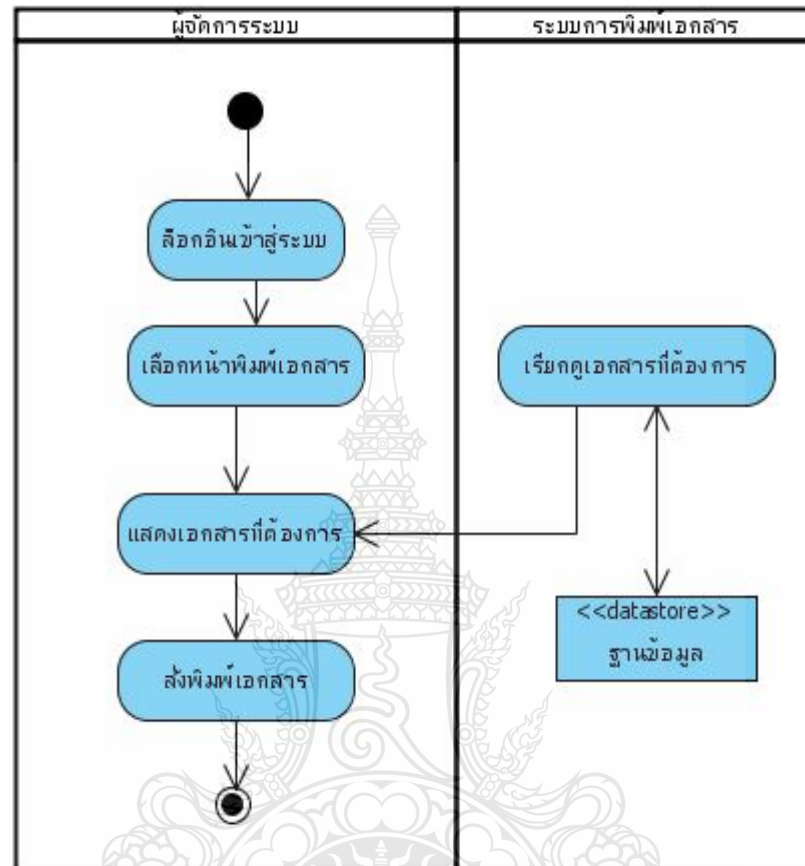 ผู้จัดการระบบ
ระบบการพิมพ์เอกสาร
ล็อกอินเข้าสู่ระบบ
เลือกหน้าพิมพ์เอกสาร
เรียกดูเอกสารที่ต้องการ
แสดงเอกสารที่ต้องการ
<<datastore>>
ฐานข้อมูล
สั่งพิมพ์เอกสาร